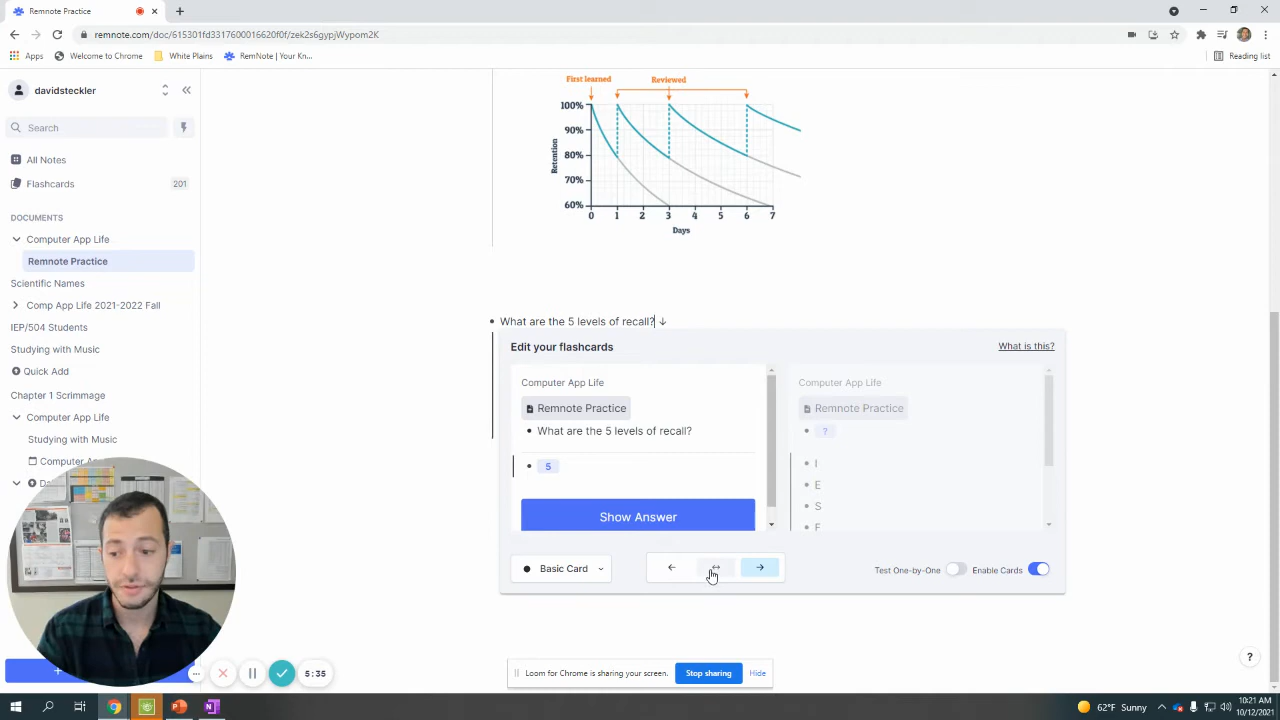 Remnote Practice
remnote.com/doc/615301fd3317600016620f0f/zek2s6gypjWypom2K
Apps
Welcome to Chrome
White Plains
RemNote | Your Kn...
Reading list
davidsteckler
Search
All Notes
Flashcards 201
DOCUMENTS
Computer App Life
Remnote Practice
Scientific Names
Comp App Life 2021-2022 Fall
IEP/504 Students
Studying with Music
Quick Add
Chapter 1 Scrimmage
Computer App Life
Studying with Music
Computer A
First learned
Reviewed
100%
90%
80%
70%
60%
Retention
0 1 2 3 4 5 6 7
Days
What are the 5 levels of recall?
Edit your flashcards
What is this?
Computer App Life
Remnote Practice
What are the 5 levels of recall?
5
Show Answer
Computer App Life
Remnote Practice
?
I
E
S
F
Basic Card
Test One-by-One
Enable Cards
5:35
Loom for Chrome is sharing your screen.
Stop sharing
Hide
?
62°F Sunny
10:21 AM
10/12/2021